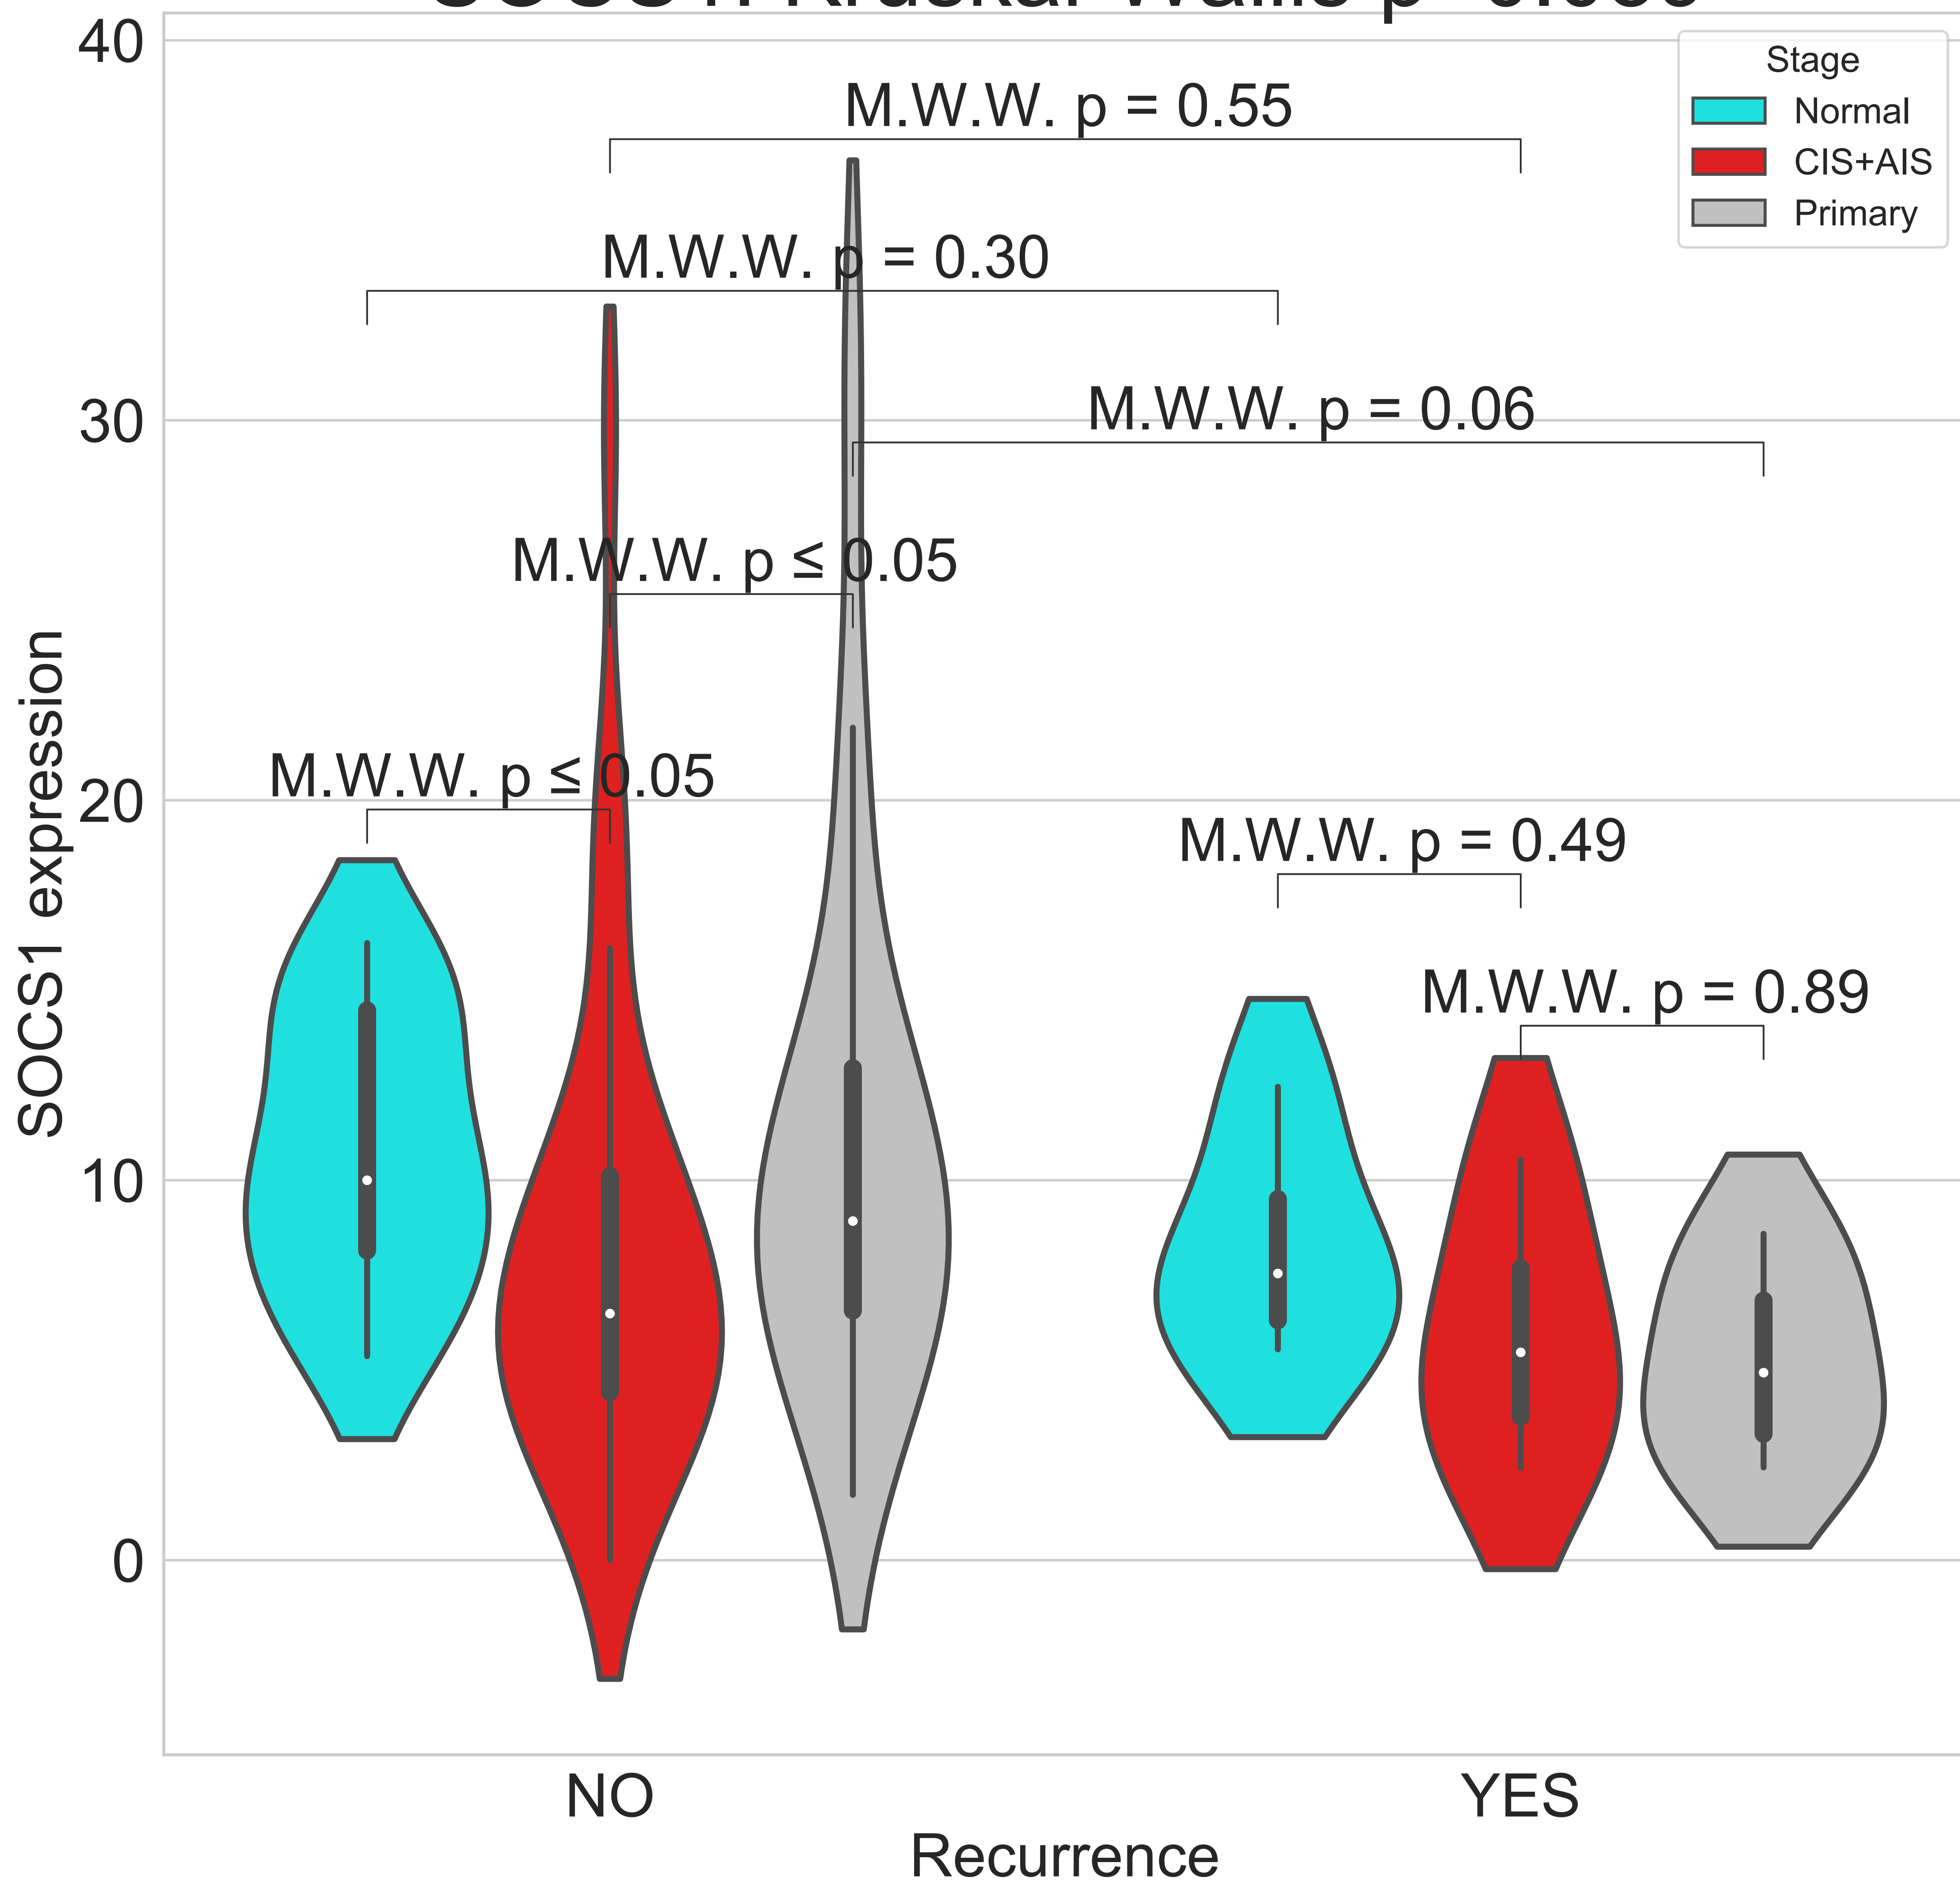 40
Stage
Normal
CIS+AIS
Primary
M.W.W. p = 0.55
M.W.W. p = 0.30
30
M.W.W. p = 0.06
M.W.W. p ≤ 0.05
M.W.W. p ≤ 0.05
20
M.W.W. p = 0.49
M.W.W. p = 0.89
SOCS1 expression
10
0
NO
YES
Recurrence